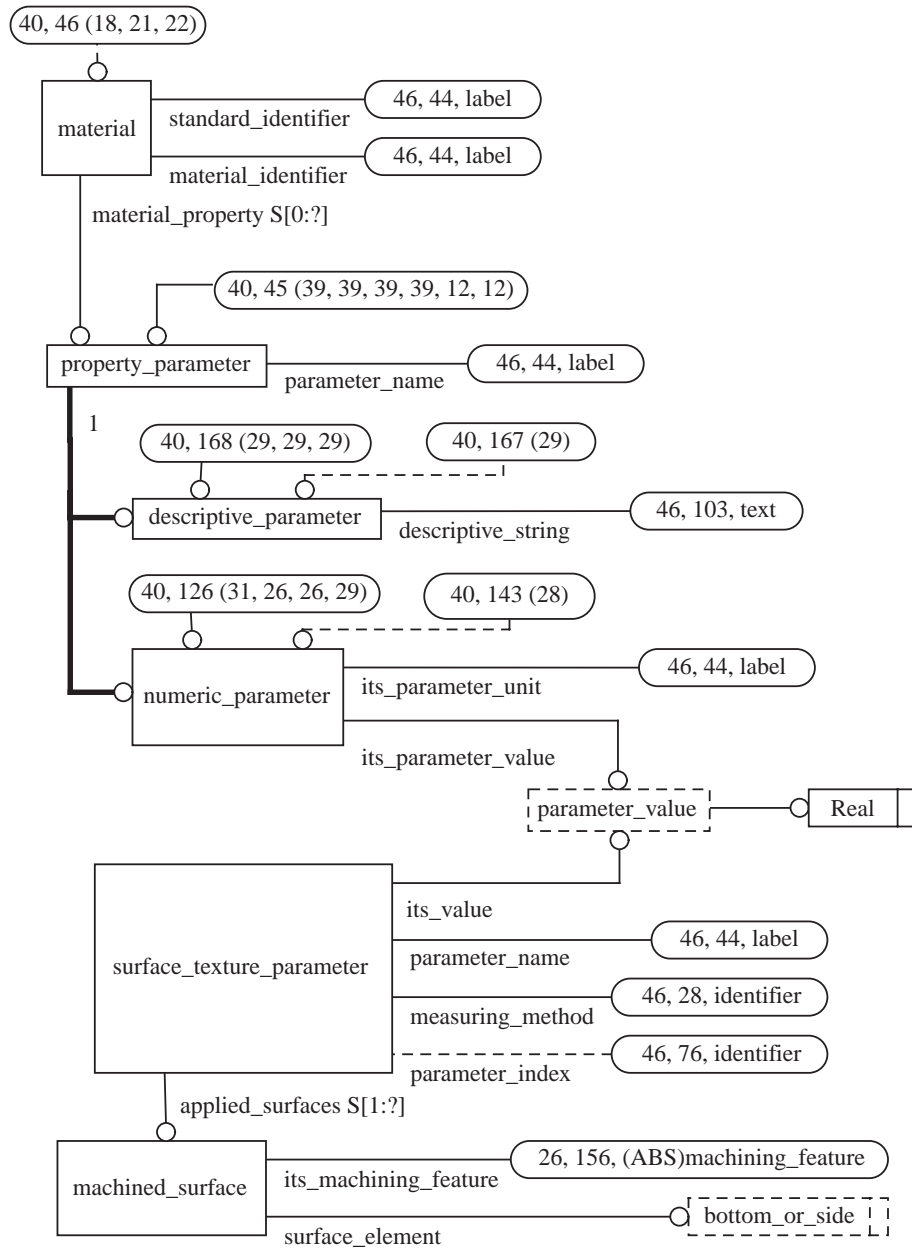 40, 46 (18, 21, 22)
material
46, 44, label
standard_identifier
46, 44, label
material_identifier
material_property S[0:?]
40, 45 (39, 39, 39, 39, 12, 12)
property_parameter
46, 44, label
parameter_name
1
40, 168 (29, 29, 29)
40, 167 (29)
descriptive_parameter
46, 103, text
descriptive_string
40, 126 (31, 26, 26, 29)
40, 143 (28)
numeric_parameter
46, 44, label
its_parameter_unit
its_parameter_value
parameter_value
Real
surface_texture_parameter
its_value
46, 44, label
parameter_name
46, 28, identifier
measuring_method
46, 76, identifier
parameter_index
applied_surfaces S[1:?]
machined_surface
26, 156, (ABS)machining_feature
its_machining_feature
bottom_or_side
surface_element